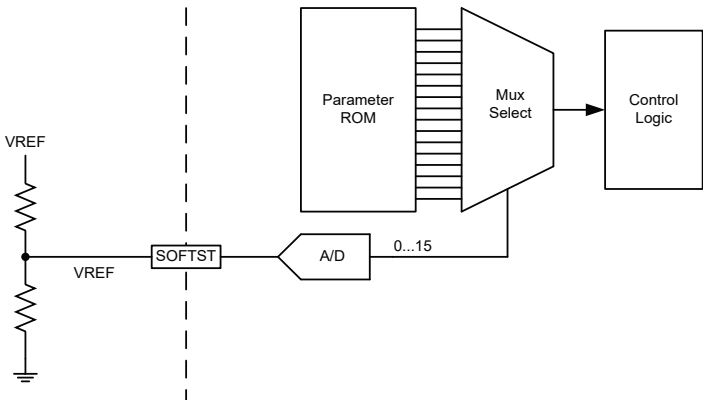 Parameter
ROM
Mux
Select
Control
Logic
VREF
SOFTST
A/D
0...15
VREF